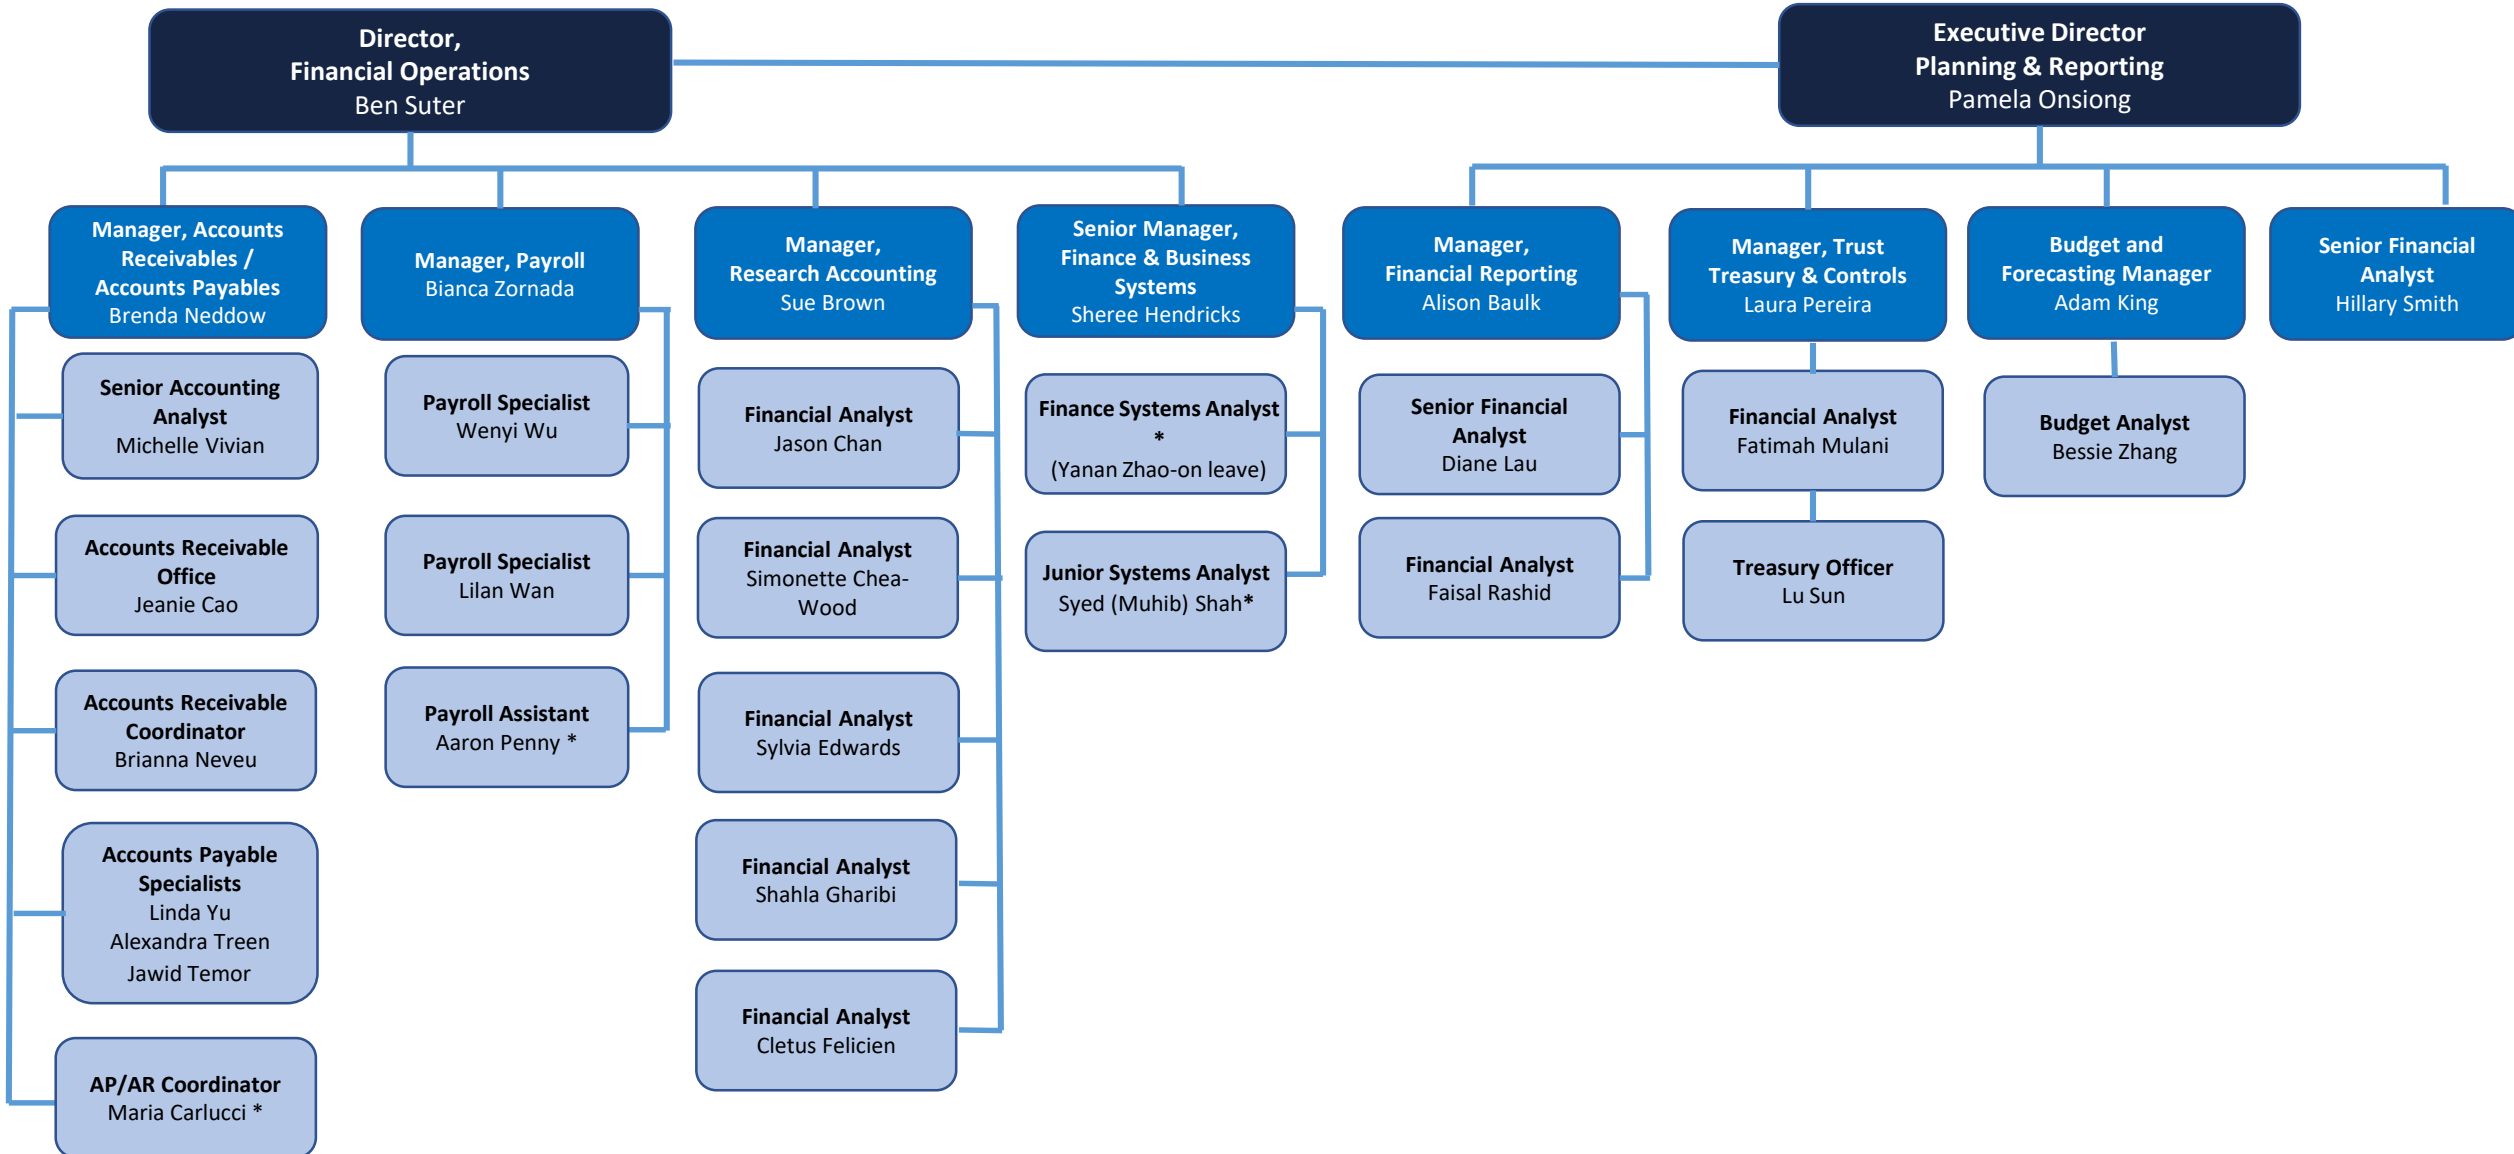 Director,
Financial Operations
Ben Suter
Executive Director
Planning & Reporting
Pamela Onsiong
Manager, Accounts
Receivables /
Accounts Payables
Brenda Neddow
Manager, Payroll
Bianca Zornada
Manager,
Research Accounting
Sue Brown
Senior Manager,
Finance & Business
Systems
Sheree Hendricks
Manager,
Financial Reporting
Alison Baulk
Manager, Trust
Treasury & Controls
Laura Pereira
Budget and
Forecasting Manager
Adam King
Senior Financial
Analyst
Hillary Smith
Senior Accounting
Analyst
Michelle Vivian
Accounts Receivable
Office
Jeanie Cao
Accounts Receivable
Coordinator
Brianna Neveu
Accounts Payable
Specialists
Linda Yu
Alexandra Treen
Jawid Temor
AP/AR Coordinator
Maria Carlucci *
Payroll Specialist
Wenyi Wu
Payroll Specialist
Lilan Wan
Payroll Assistant
Aaron Penny *
Financial Analyst
Jason Chan
Financial Analyst
Simonette Chea-
Wood
Financial Analyst
Sylvia Edwards
Financial Analyst
Shahla Gharibi
Financial Analyst
Cletus Felicien
Finance Systems Analyst
*
(Yanan Zhao-on leave)
Junior Systems Analyst
Syed (Muhib) Shah*
Senior Financial
Analyst
Diane Lau
Financial Analyst
Faisal Rashid
Financial Analyst
Fatimah Mulani
Treasury Officer
Lu Sun
Budget Analyst
Bessie Zhang